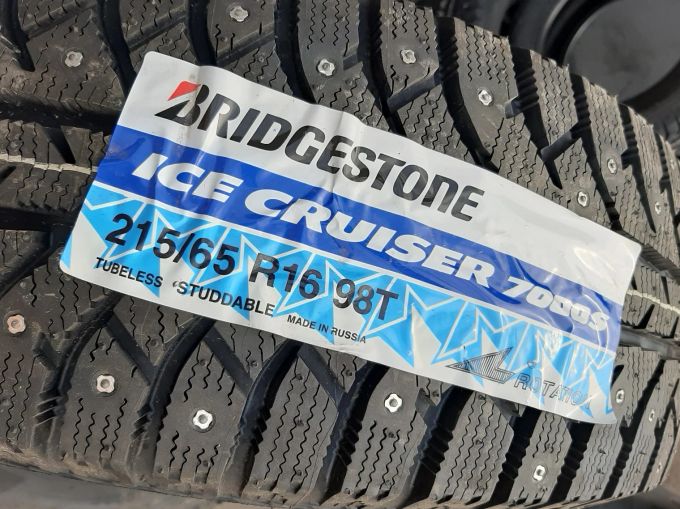 BRIDGESTONE
ICE CRUISER 7000S
215/65 R16 98T
TUBELESS STUDDABLE MADE IN RUSSIA
ROTATION